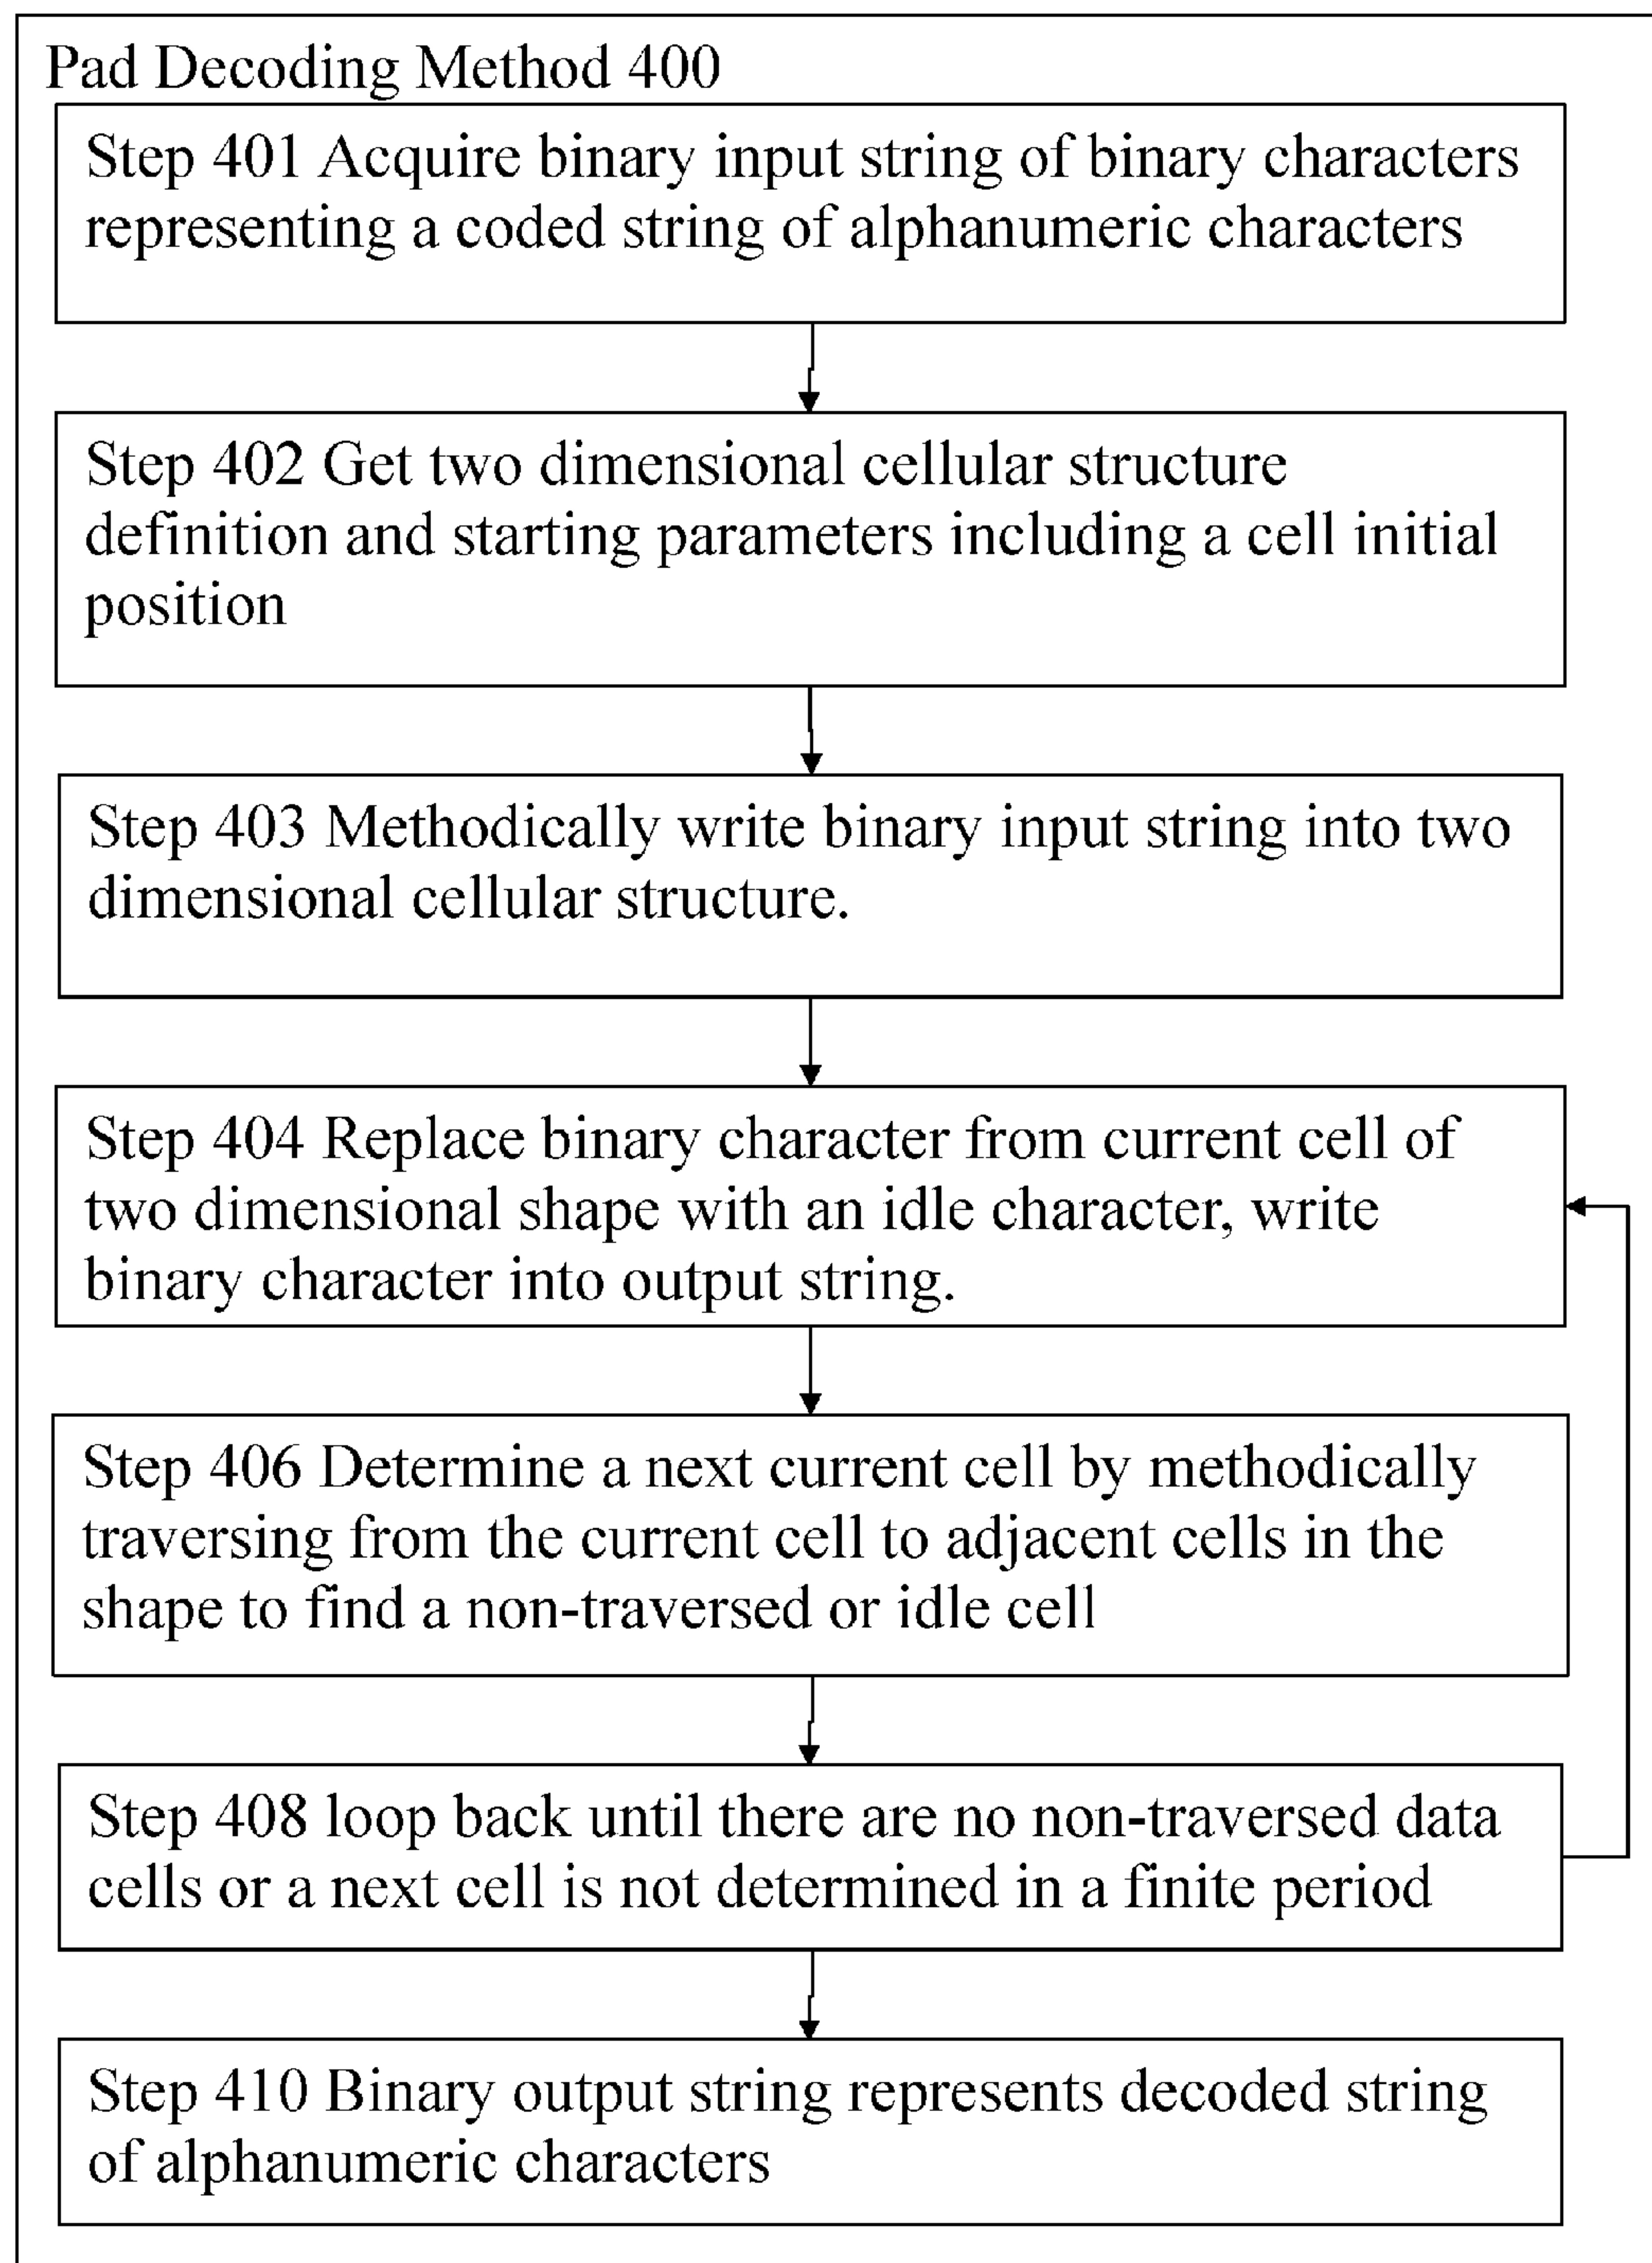 Pad Decoding Method 400
Step 401 Acquire binary input string of binary characters
representing a coded string of alphanumeric characters
Step 402 Get two dimensional cellular structure
definition and starting parameters including a cell initial
position
Step 403 Methodically write binary input string into two
dimensional cellular structure.
Step 404 Replace binary character from current cell of
two dimensional shape with an idle character, write
binary character into output string.
Step 406 Determine a next current cell by methodically
traversing from the current cell to adjacent cells in the
shape to find a non-traversed or idle cell
Step 408 loop back until there are no non-traversed data
cells or a next cell is not determined in a finite period
Step 410 Binary output string represents decoded string
of alphanumeric characters